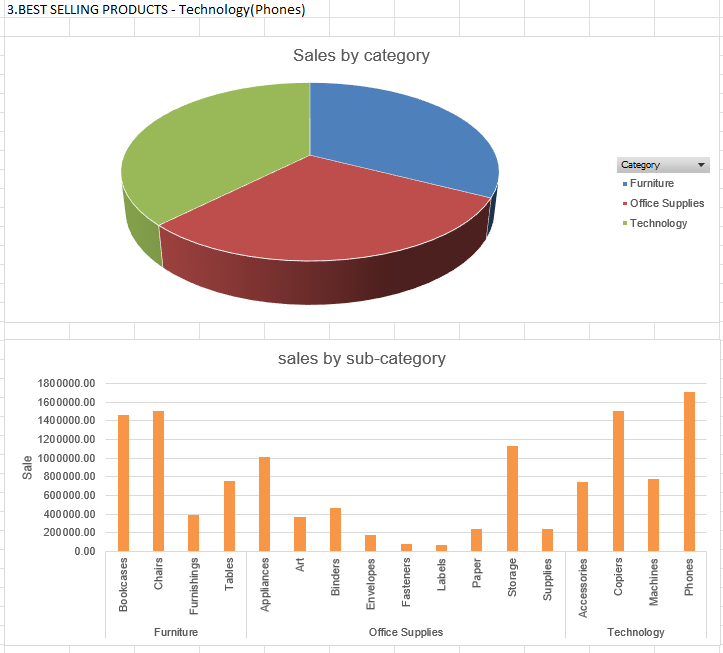 3.BEST SELLING PRODUCTS - Technology(Phones)
Sales by category
Category
Furniture
Office Supplies
Technology
sales by sub-category
Sale
1800000.00
1600000.00
1400000.00
1200000.00
1000000.00
800000.00
600000.00
400000.00
200000.00
0.00
Bookcases
Chairs
Furnishings
Tables
Appliances
Art
Binders
Envelopes
Fasteners
Labels
Paper
Storage
Supplies
Accessories
Copiers
Machines
Phones
Furniture
Office Supplies
Technology